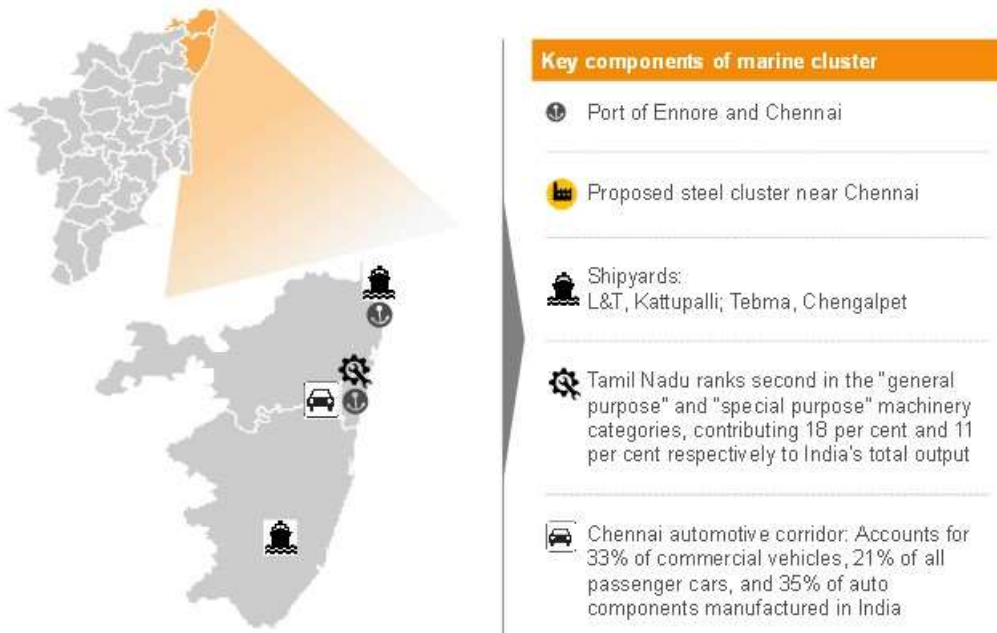 Key components of marine cluster
Port of Ennore and Chennai
Proposed steel cluster near Chennai
Shipyards:
L&T, Kattupalli; Tebma, Chengalpet
Tamil Nadu ranks second in the "general
purpose" and "special purpose" machinery
categories, contributing 18 per cent and 11
per cent respectively to India's total output
Chennai automotive corridor: Accounts for
33% of commercial vehicles, 21% of all
passenger cars, and 35% of auto
components manufactured in India